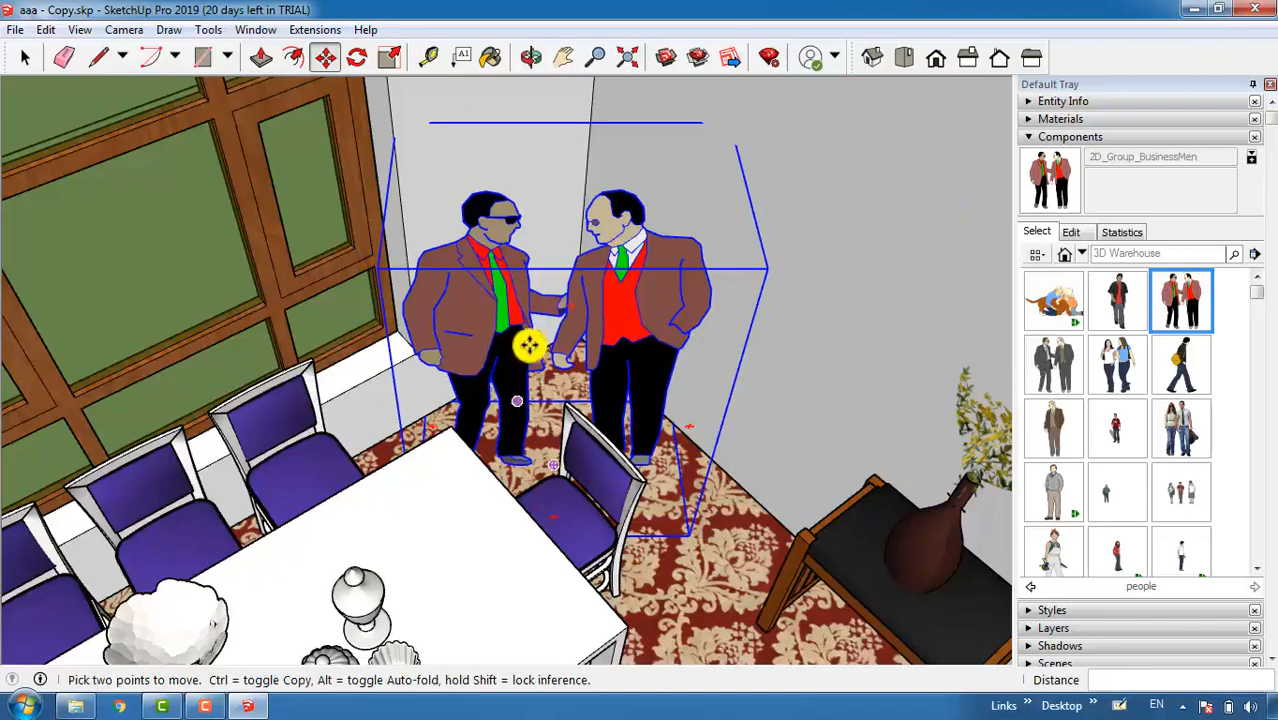 aaa - Copy.skp - SketchUp Pro 2019 (20 days left in TRIAL)
File Edit View Camera Draw Tools Window Extensions Help
A1
Default Tray
Entity Info
Materials
Components
2D_Group_BusinessMen
Select Edit Statistics
3D Warehouse
people
Styles
Layers
Shadows
Scenes
Pick two points to move. Ctrl = toggle Copy, Alt = toggle Auto-fold, hold Shift = lock inference.
Distance
Links » Desktop » EN